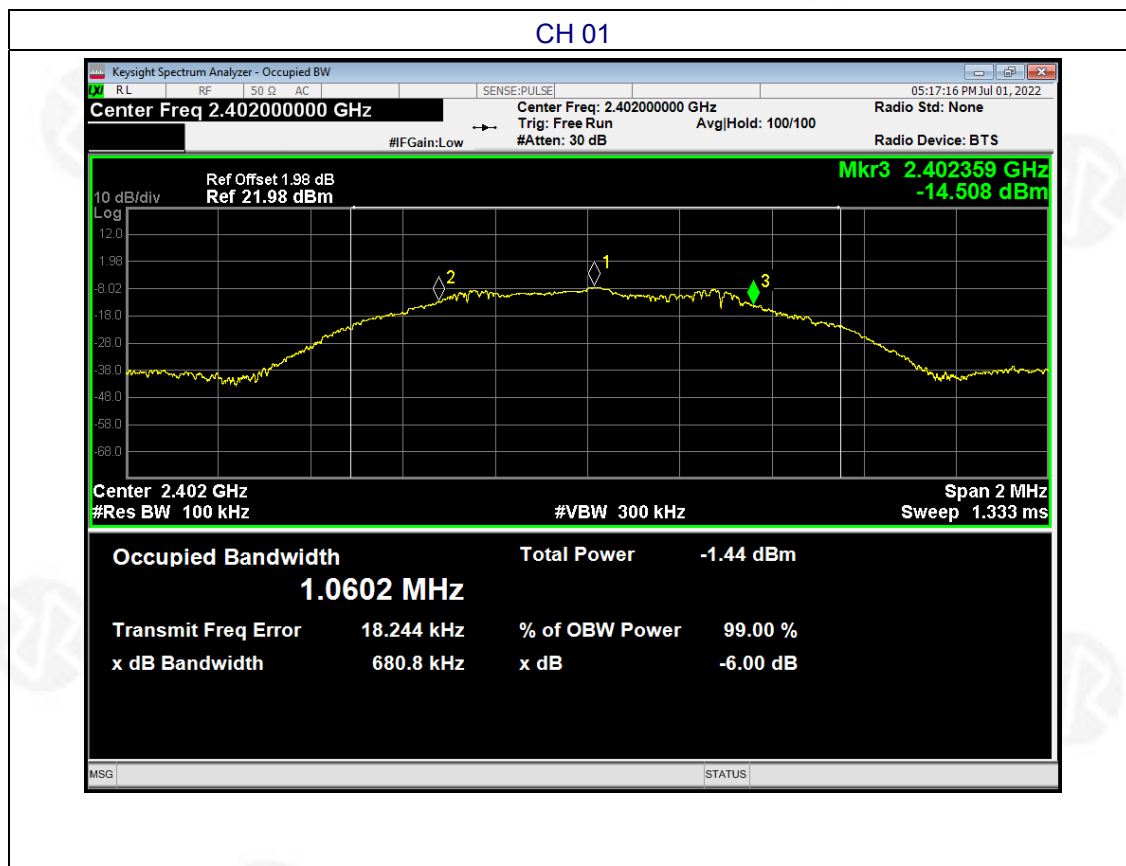 CH 01
Keysight Spectrum Analyzer - Occupied BW
LXI RL RF 50 Ω AC SENSE:PULSE 05:17:16 PM Jul 01, 2022
Center Freq 2.402000000 GHz
Center Freq: 2.402000000 GHz Radio Std: None
Trig: Free Run Avg|Hold: 100/100
#IFGain:Low #Atten: 30 dB Radio Device: BTS
Mkr3 2.402359 GHz
-14.508 dBm
Ref Offset 1.98 dB
10 dB/div Ref 21.98 dBm
Log
12.0
1.98
-8.02
-18.0
-28.0
-38.0
-48.0
-58.0
-68.0
2
1
3
Center 2.402 GHz Span 2 MHz
#Res BW 100 kHz #VBW 300 kHz Sweep 1.333 ms
Occupied Bandwidth Total Power -1.44 dBm
1.0602 MHz
Transmit Freq Error 18.244 kHz % of OBW Power 99.00 %
x dB Bandwidth 680.8 kHz x dB -6.00 dB
MSG STATUS